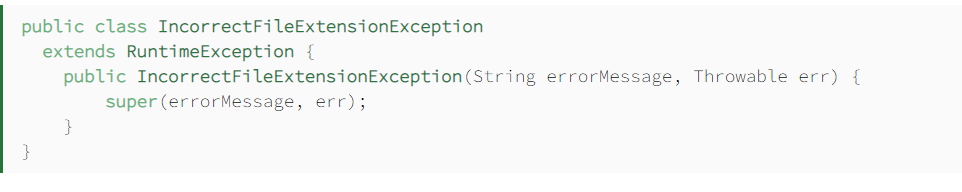 public class IncorrectFileExtensionException
  extends RuntimeException {
    public IncorrectFileExtensionException(String errorMessage, Throwable err) {
        super(errorMessage, err);
    }
}